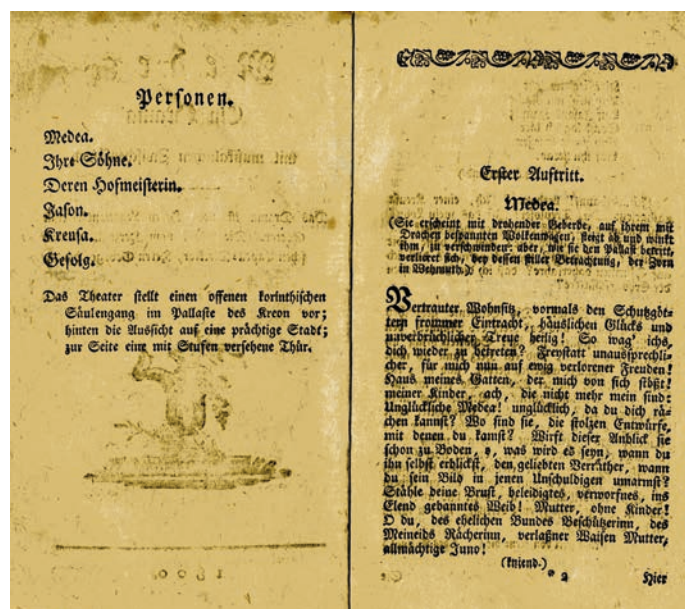 Personen.
Medea.
Ihre Söhne.
Deren Hofmeisterin.
Jason.
Kreusa.
Gefolg.
Das Theater stellt einen offenen korinthischen
Säulengang im Pallaste des Kreon vor;
hinten die Aussicht auf eine prächtige Stadt;
zur Seite eine mit Stufen versehene Thür.
Erster Auftritt.
Medea.
(Sie erscheint mit drohender Geberde, auf ihrem mit
Drachen bespannten Wolkenwagen, steigt ab und winkt
ihm, zu verschwinden: aber, wie sie den Pallast betritt,
verlieret sich, bey dessen stiller Betrachtung, der Zorn
in Wehmuth.)
Vertrauter Wohnsitz, vormals den Schutzgöt-
tern frommer Eintracht, häuslichen Glücks und
unverbrüchlicher Treue heilig! So wag' ichs,
dich wieder zu betreten? Freystatt unaussprechli-
cher, für mich nun auf ewig verlorener Freuden!
Haus meines Gatten, der mich von sich stößt!
meiner Kinder, ach, die nicht mehr mein sind:
Unglückliche Medea! unglücklich, da du dich rä-
chen kannst? Wo sind sie, die stolzen Entwürfe,
mit denen du kamst? Wirft dieser Anblick sie
schon zu Boden, o, was wird es seyn, wann du
ihn selbst erblickst, den geliebten Verräther, wann
du sein Bild in jenen Unschuldigen umarmst?
Stähle deine Brust, beleidigtes, verworfnes, ins
Elend gebanntes Weib! Mutter, ohne Kinder!
O du, des ehelichen Bundes Beschützerinn, des
Meineids Rächerinn, verlaßner Waisen Mutter,
allmächtige Juno!
(kniend.)
* 2 Hier